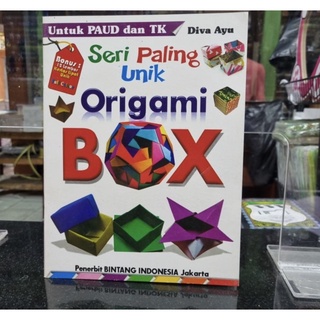 Untuk PAUD dan TK Diva Ayu
Bonus :
Seri Paling
Unik
Origami
BOX
Penerbit BINTANG INDONESIA Jakarta